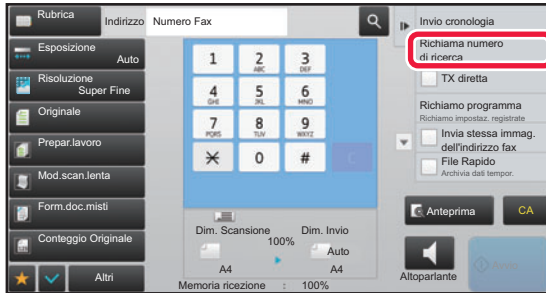 Rubrica
Indirizzo
Numero Fax
Esposizione
Auto
Risoluzione
Super Fine
Originale
Prepar.lavoro
Mod.scan.lenta
Form.doc.misti
Conteggio Originale
Altri
1
2 ABC
3 DEF
4 GHI
5 JKL
6 MNO
7 PQRS
8 TUV
9 WXYZ
0
#
C
Dim. Scansione
Dim. Invio
100%
Auto
A4
A4
Memoria ricezione : 100%
Invio cronologia
Richiama numero
di ricerca
TX diretta
Richiamo programma
Richiamo impostaz. registrate
Invia stessa immag.
dell'indirizzo fax
File Rapido
Archivia dati tempor.
Anteprima
CA
Altoparlante